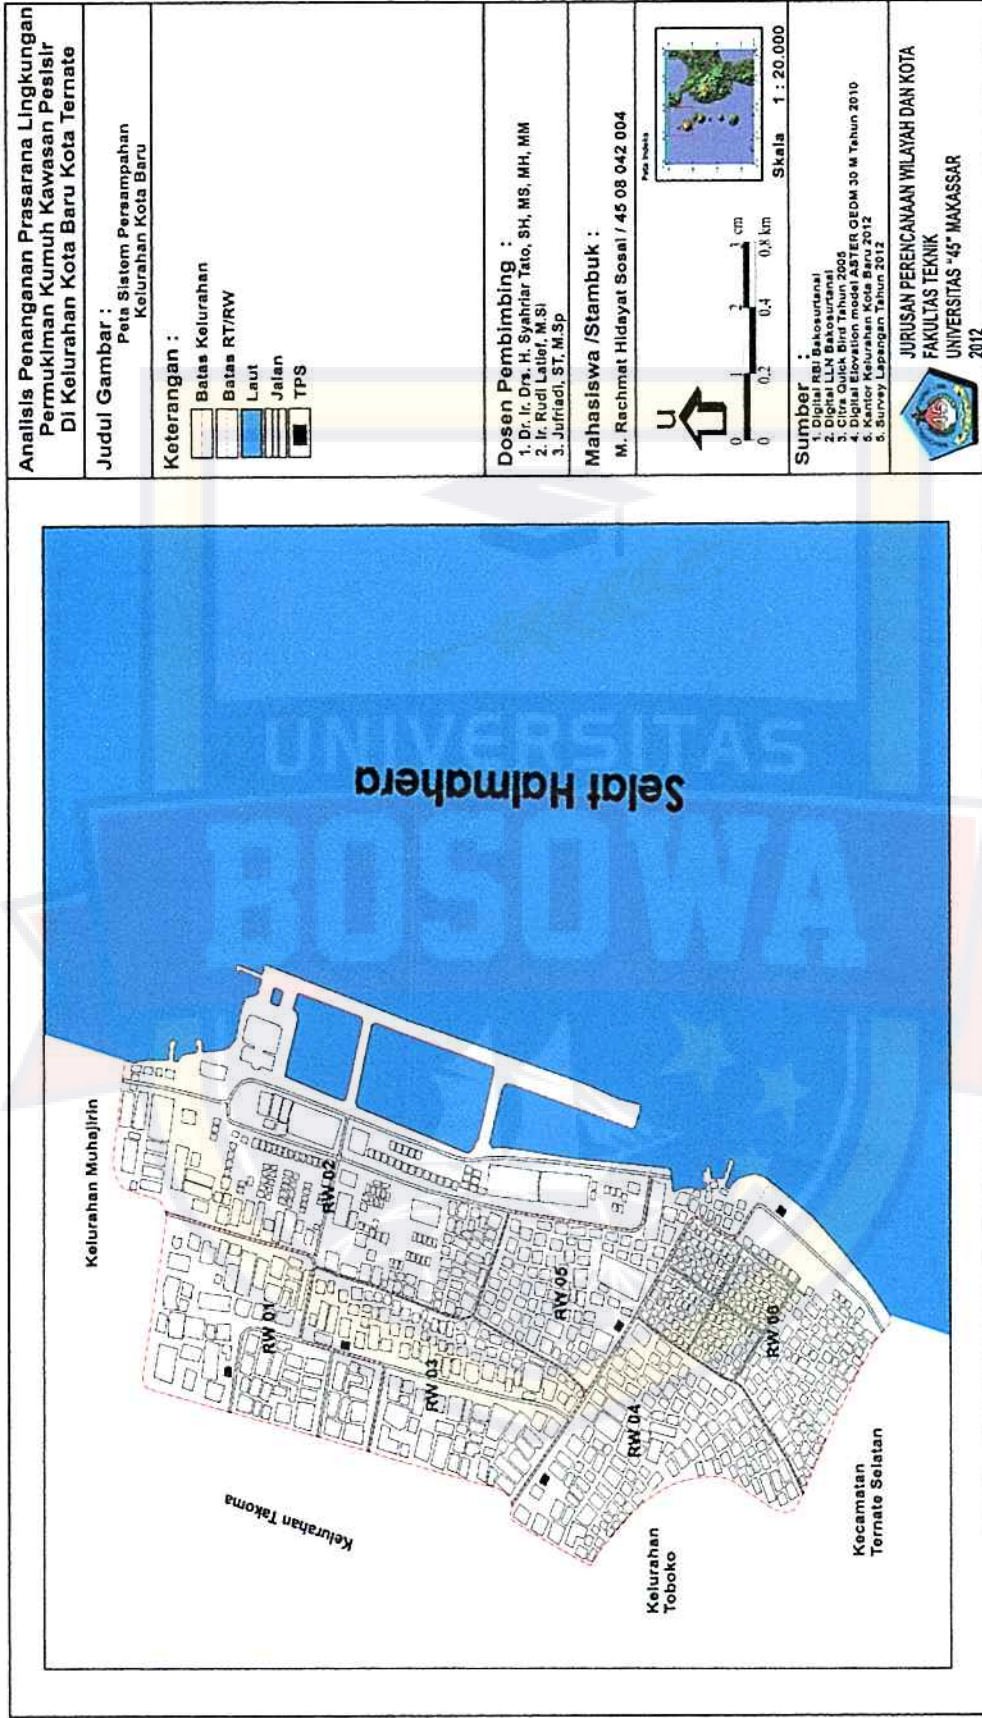 Analisis Penanganan Prasarana Lingkungan
Permukiman Kumuh Kawasan Pesisir
Di Kelurahan Kota Baru Kota Ternate
Judul Gambar :
Peta Sistem Persampahan
Kelurahan Kota Baru
Keterangan :
Batas Kelurahan
Batas RT/RW
Laut
Jalan
TPS
Dosen Pembimbing :
1. Dr. Ir. Drs. H. Syahriar Tato, SH, MS, MH, MM
2. Ir. Rudi Latief, M.Si
3. Jufriadi, ST, M.Sp
Mahasiswa /Stambuk :
M. Rachmat Hidayat Sosal / 45 08 042 004
Peta Indeks
U
0 1 2 3 cm
0 0,2 0,4 0,8 km
Skala 1 : 20.000
Sumber :
1. Digital RBI Bakosurtanal
2. Digital LLN Bakosurtanal
3. Citra Quick Bird Tahun 2005
4. Digital Elevation model ASTER GEDM 30 M Tahun 2010
5. Kantor Kelurahan Kota Baru 2012
5. Survey Lapangan Tahun 2012
JURUSAN PERENCANAAN WILAYAH DAN KOTA
FAKULTAS TEKNIK
UNIVERSITAS "45" MAKASSAR
2012
Kelurahan Muhajirin
Kelurahan Takoma
Kelurahan
Toboko
Kecamatan
Ternate Selatan
Selat Halmahera
RW 01
RW 02
RW 03
RW 04
RW 05
RW 06
UNIVERSITAS
BOSOWA